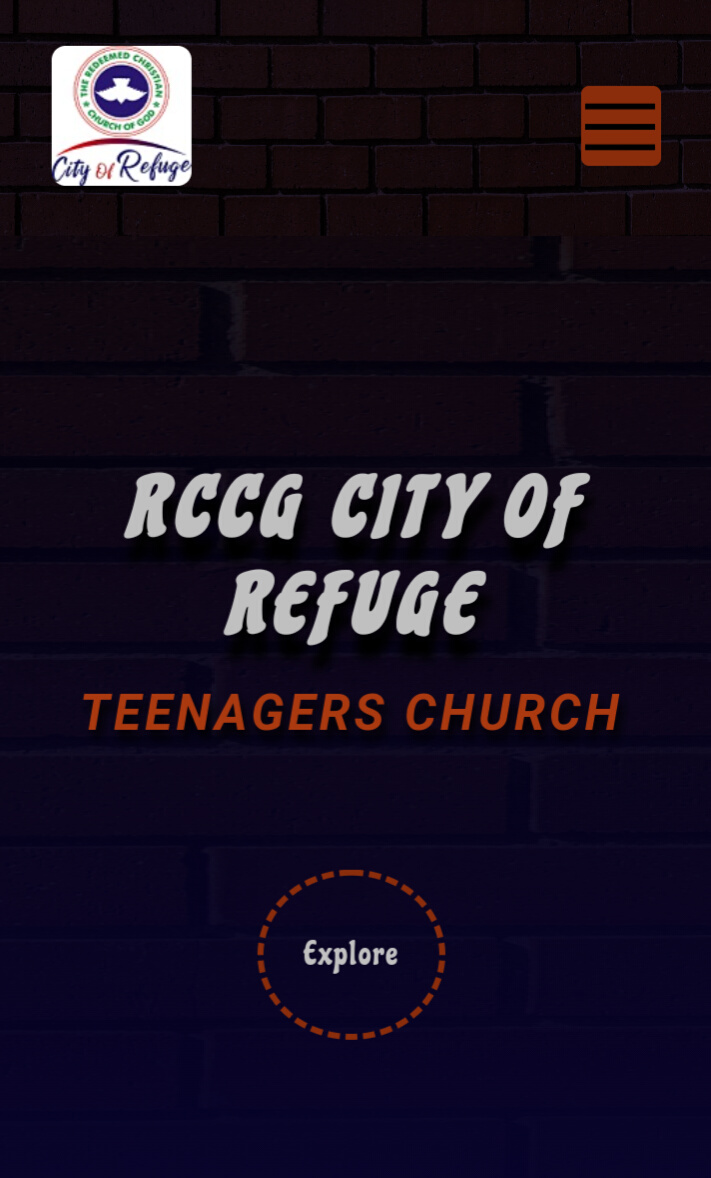 THE REDEEMED CHRISTIAN
CHURCH OF GOD
City of Refuge
RCCG CITY OF
REFUGE
TEENAGERS CHURCH
Explore